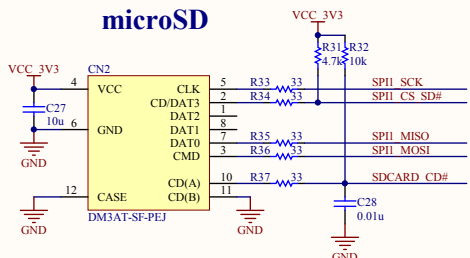 microSD
VCC_3V3
R31
4.7k
R32
10k
VCC_3V3
CN2
4 VCC CLK 5 R33 33 SPI1_SCK
CD/DAT3 2 R34 33 SPI1_CS_SD#
C27
10u
DAT2 1
6 GND DAT1 8
DAT0 7 R35 33 SPI1_MISO
CMD 3 R36 33 SPI1_MOSI
GND
12 CASE CD(A) 10 R37 33 SDCARD_CD#
CD(B) 11
DM3AT-SF-PEJ
C28
0.01u
GND
GND
GND